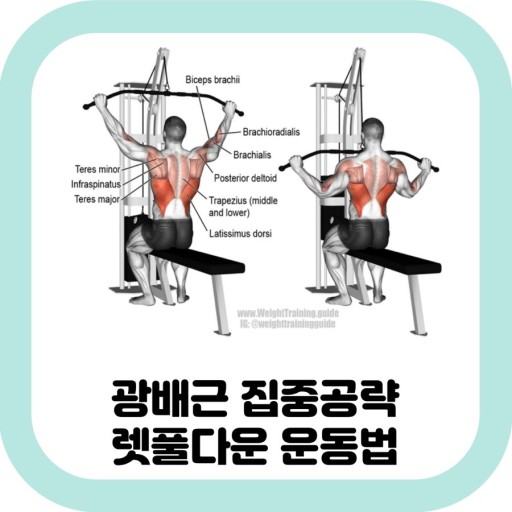 Biceps brachii
Brachioradialis
Brachialis
Posterior deltoid
Teres minor
Infraspinatus
Teres major
Trapezius (middle
and lower)
Latissimus dorsi
www.WeightTraining.guide
IG: @weighttrainingguide
광배근 집중공략
렛풀다운 운동법